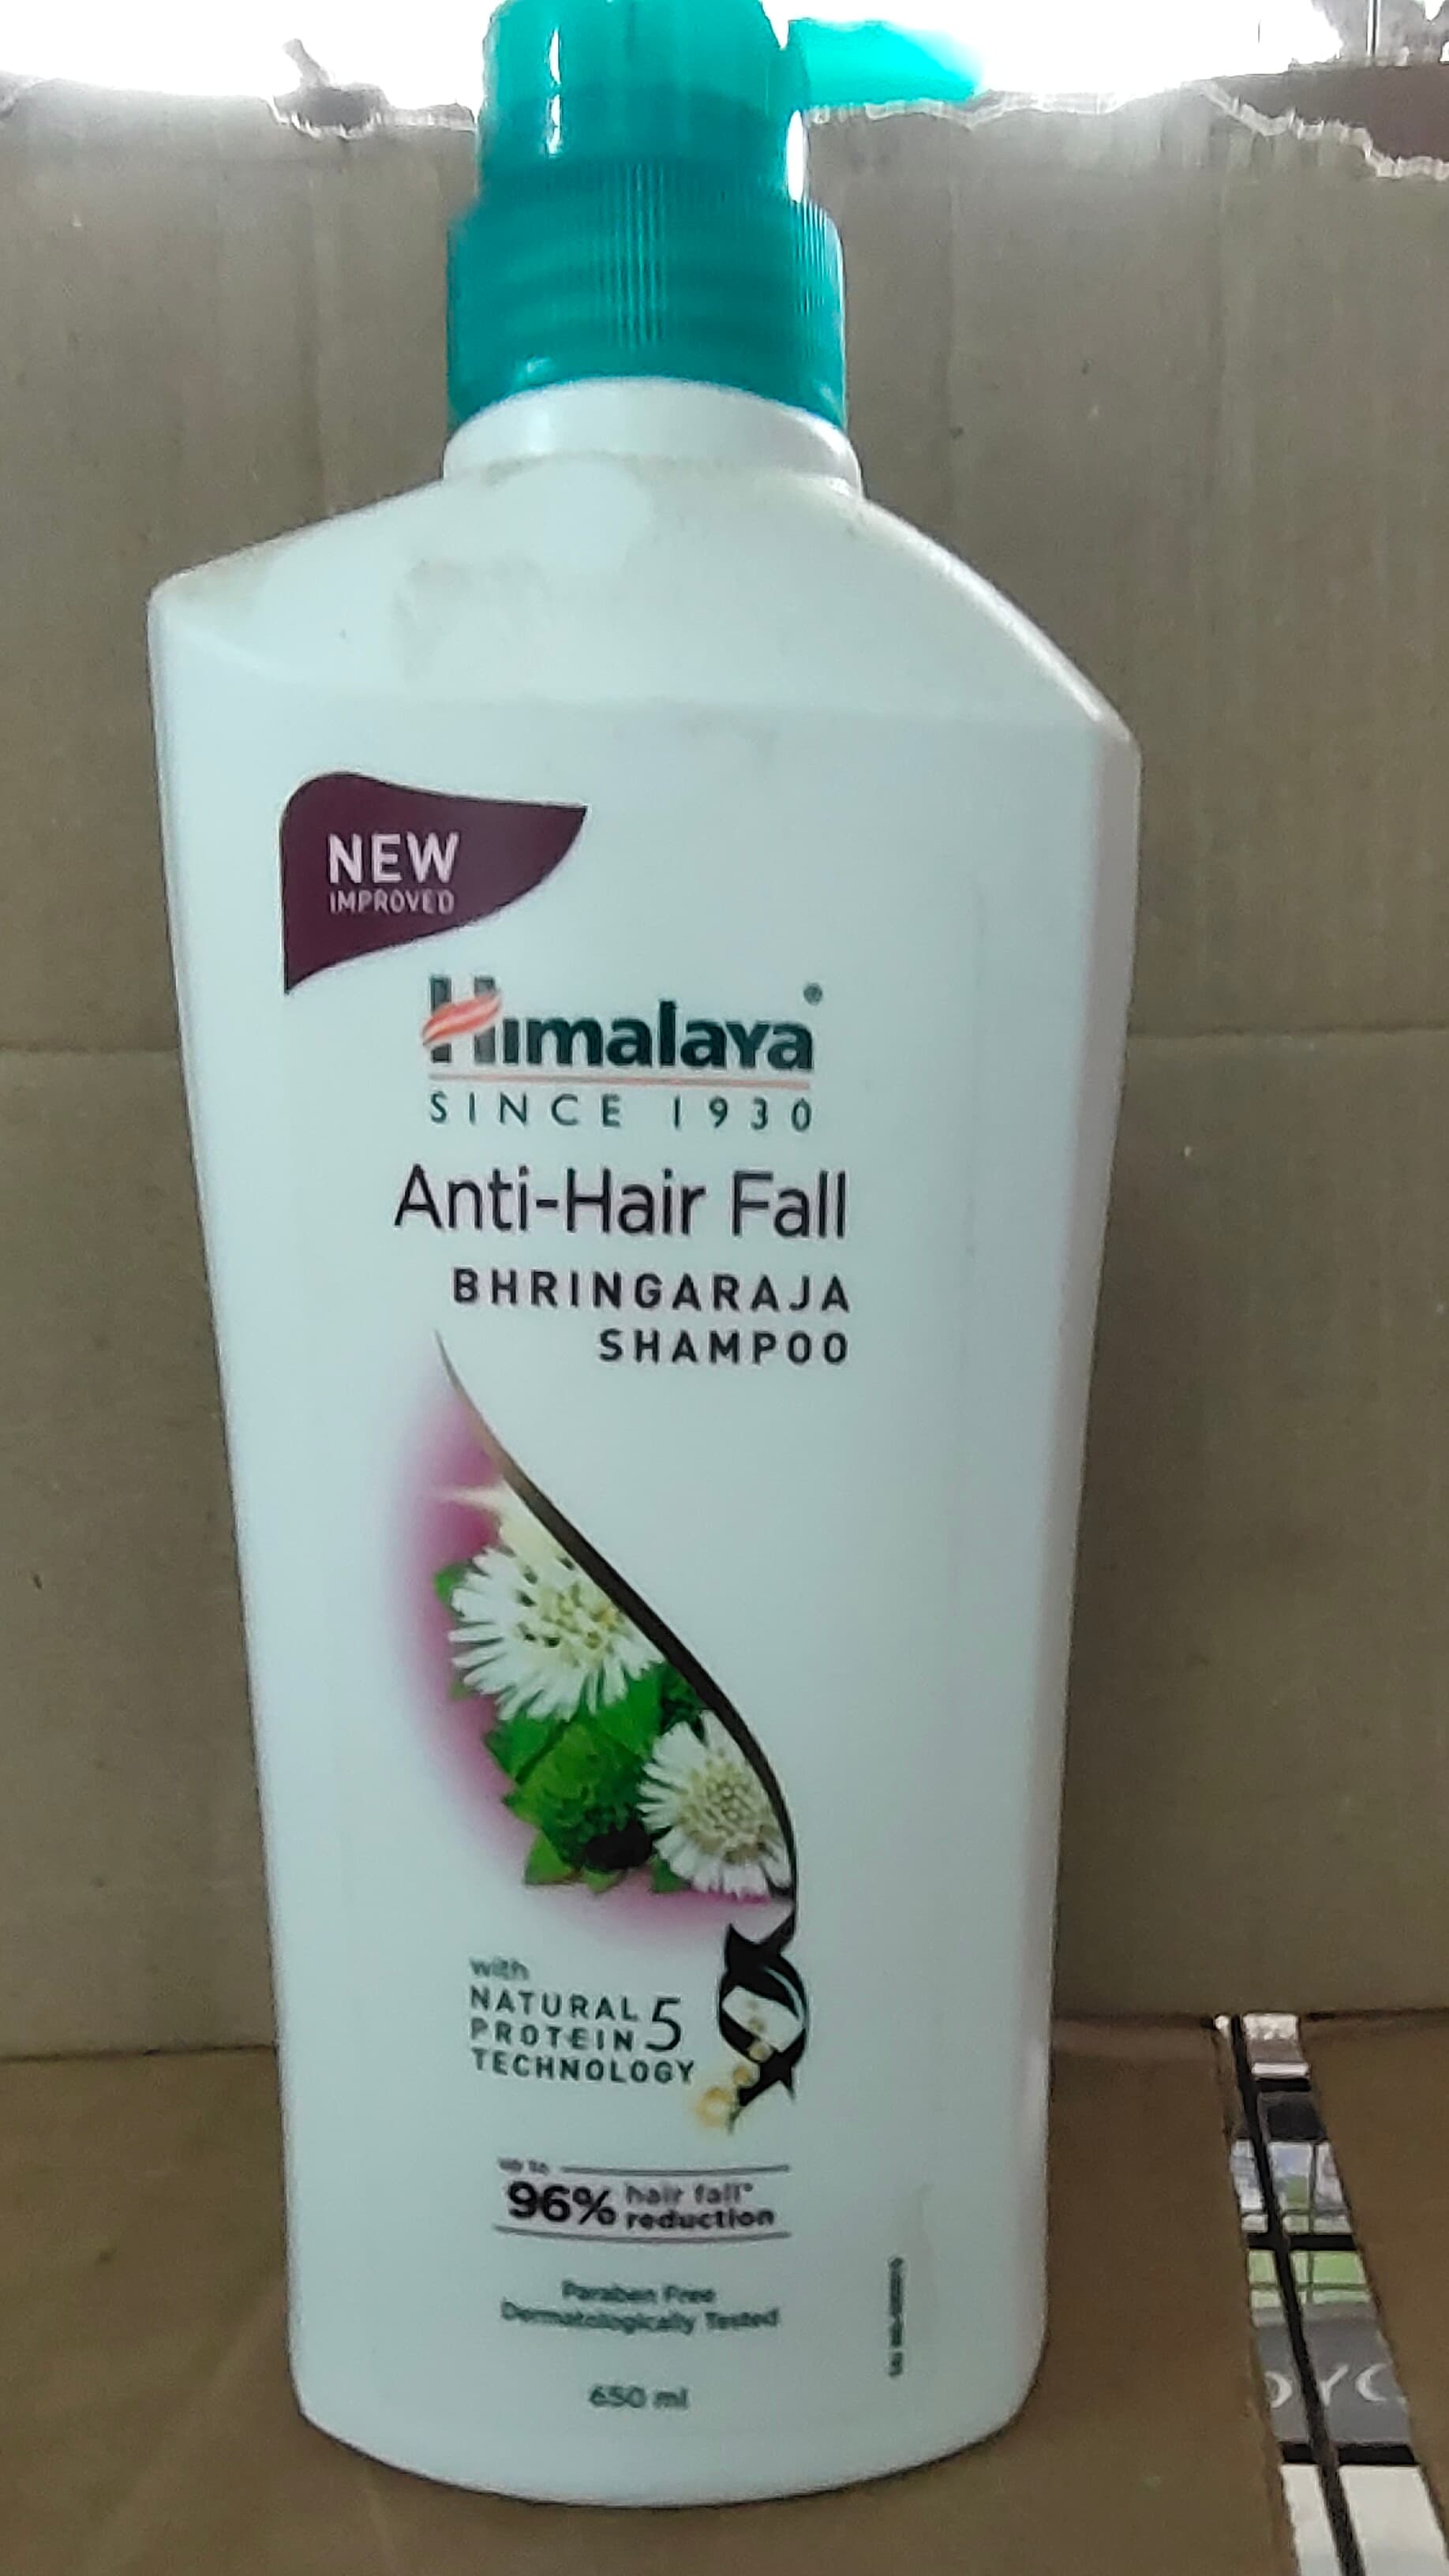 NEW
IMPROVED
Himalaya®
SINCE 1930
Anti-Hair Fall
BHRINGARAJA
SHAMPOO
with
NATURAL 5
PROTEIN
TECHNOLOGY
up to
96% hair fall*
reduction
Paraben Free
Dermatologically Tested
650 ml